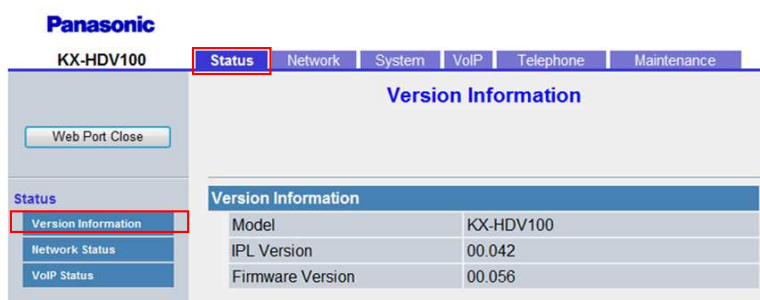 Panasonic
KX-HDV100
Status Network System VoIP Telephone Maintenance
Version Information
Web Port Close
Status
Version Information
Network Status
VoIP Status
Version Information
Model KX-HDV100
IPL Version 00.042
Firmware Version 00.056